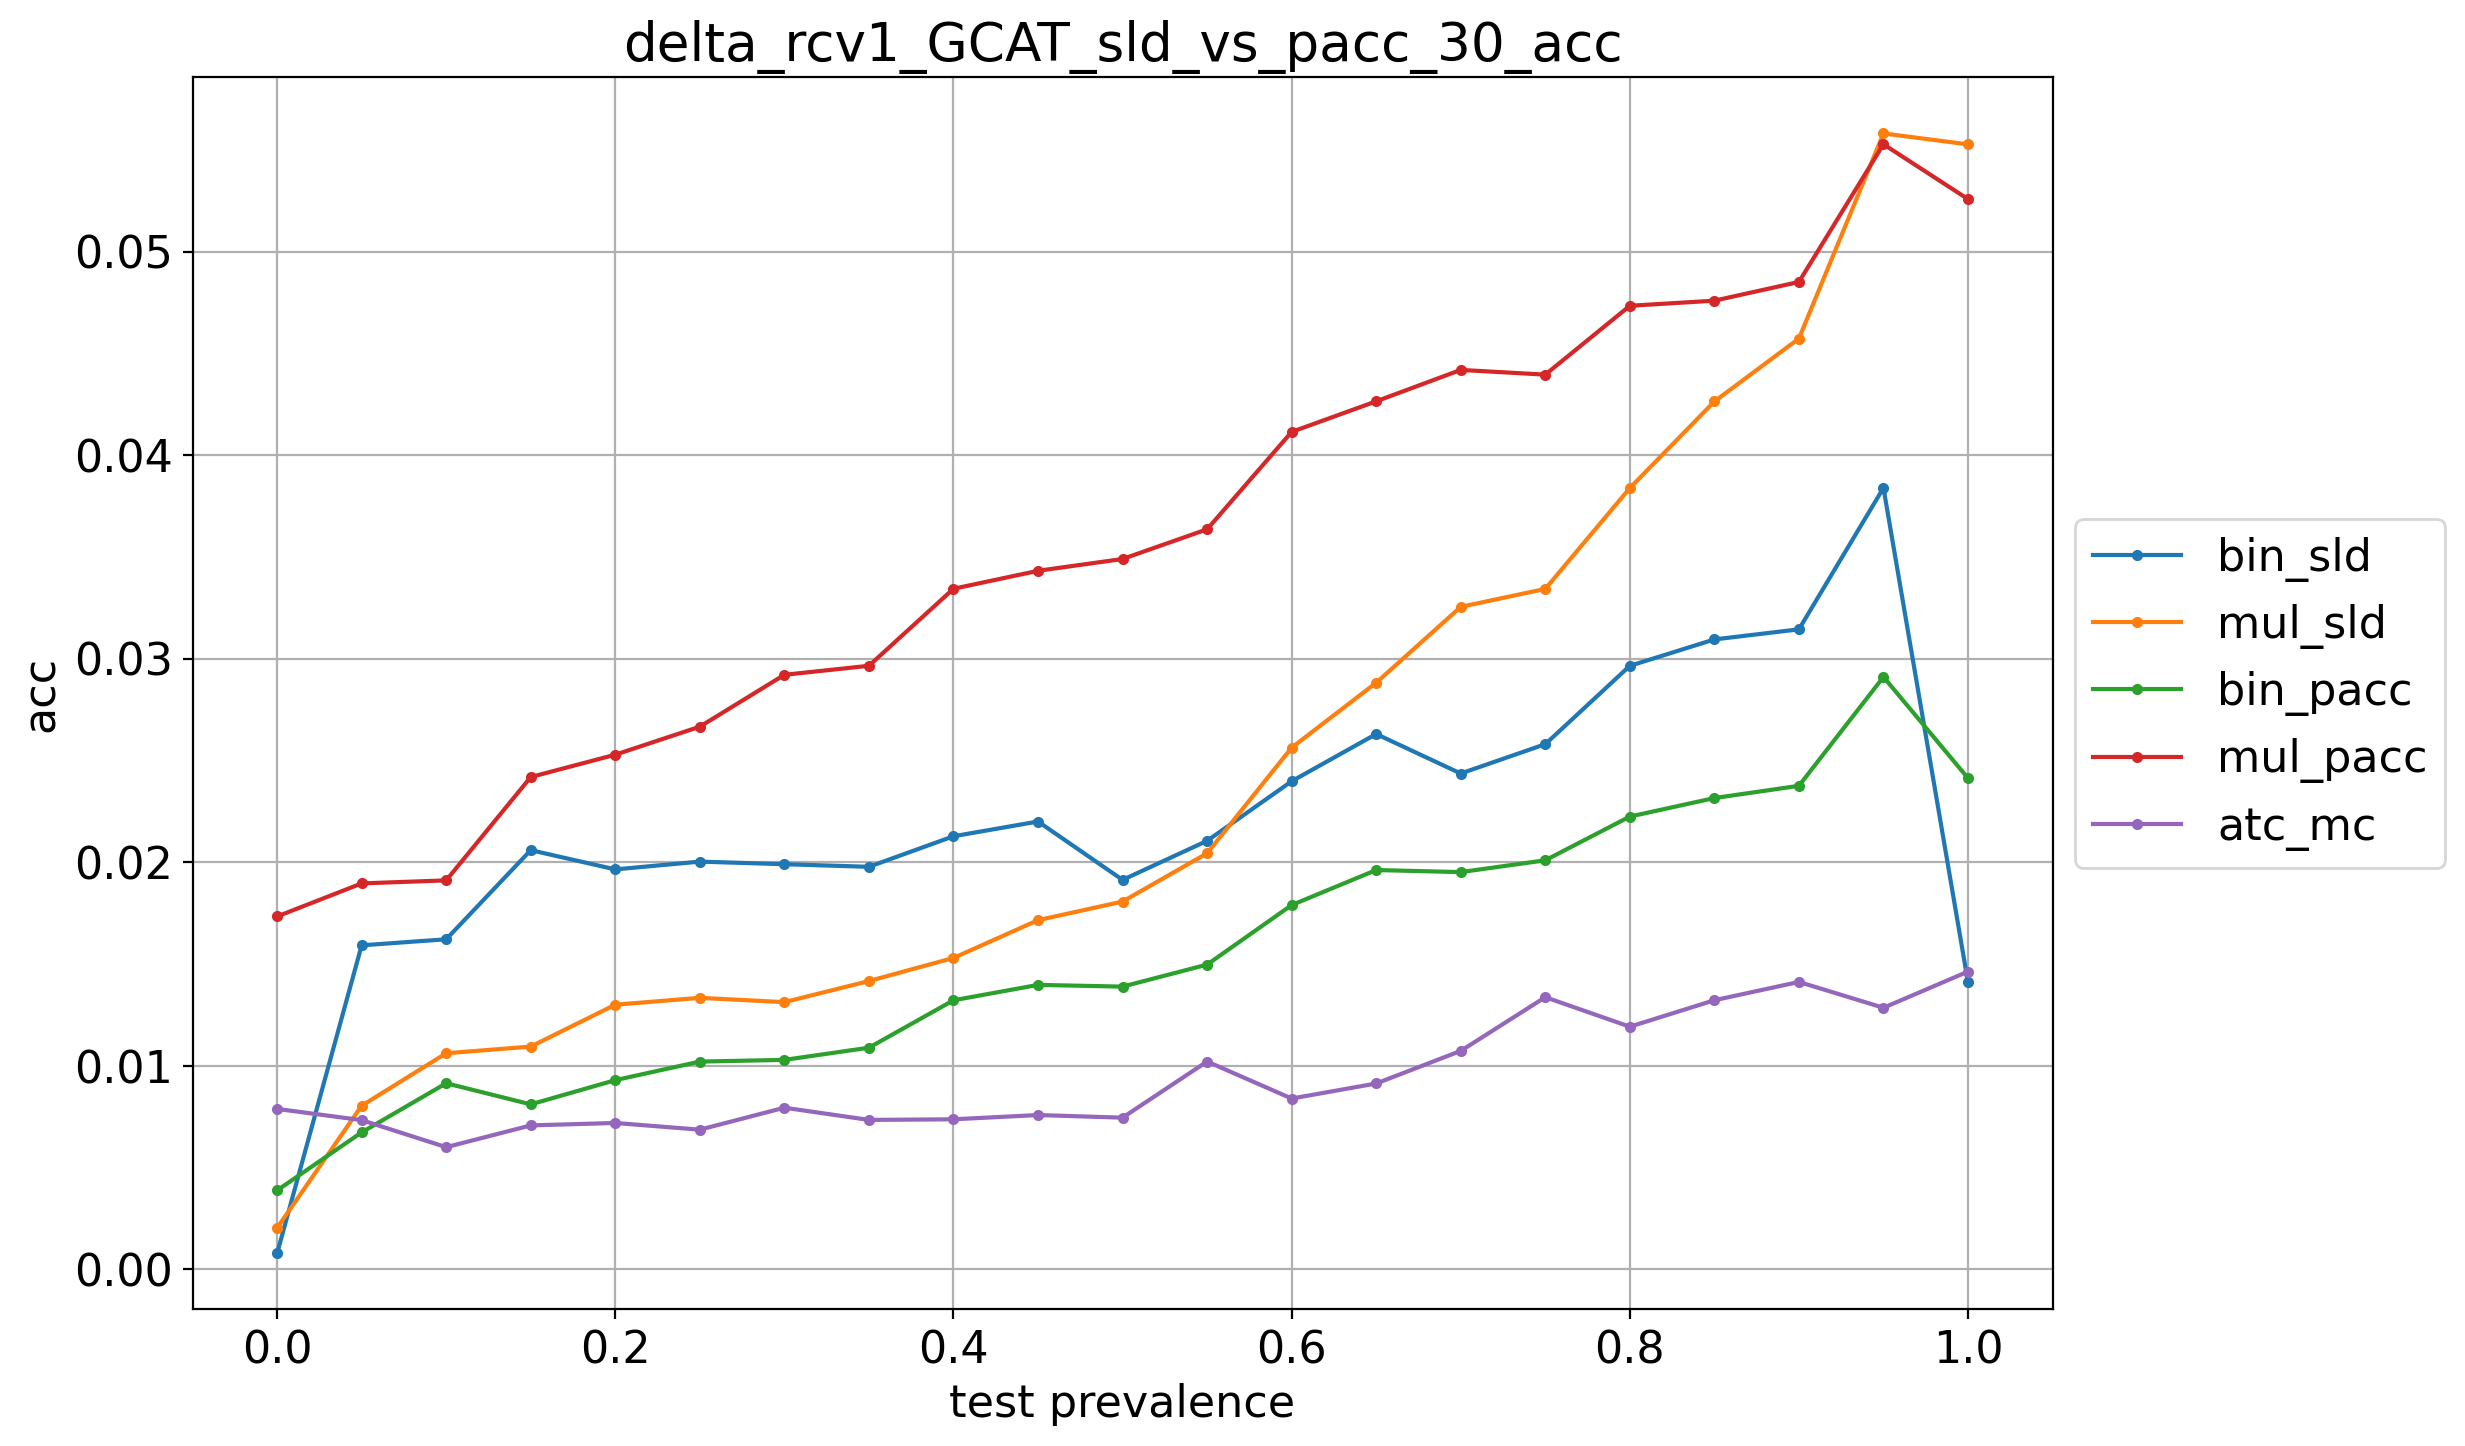 delta_rcv1_GCAT_sld_vs_pacc_30_acc
acc
0.05
0.04
0.03
0.02
0.01
0.00
0.0 0.2 0.4 0.6 0.8 1.0
test prevalence
bin_sld
mul_sld
bin_pacc
mul_pacc
atc_mc